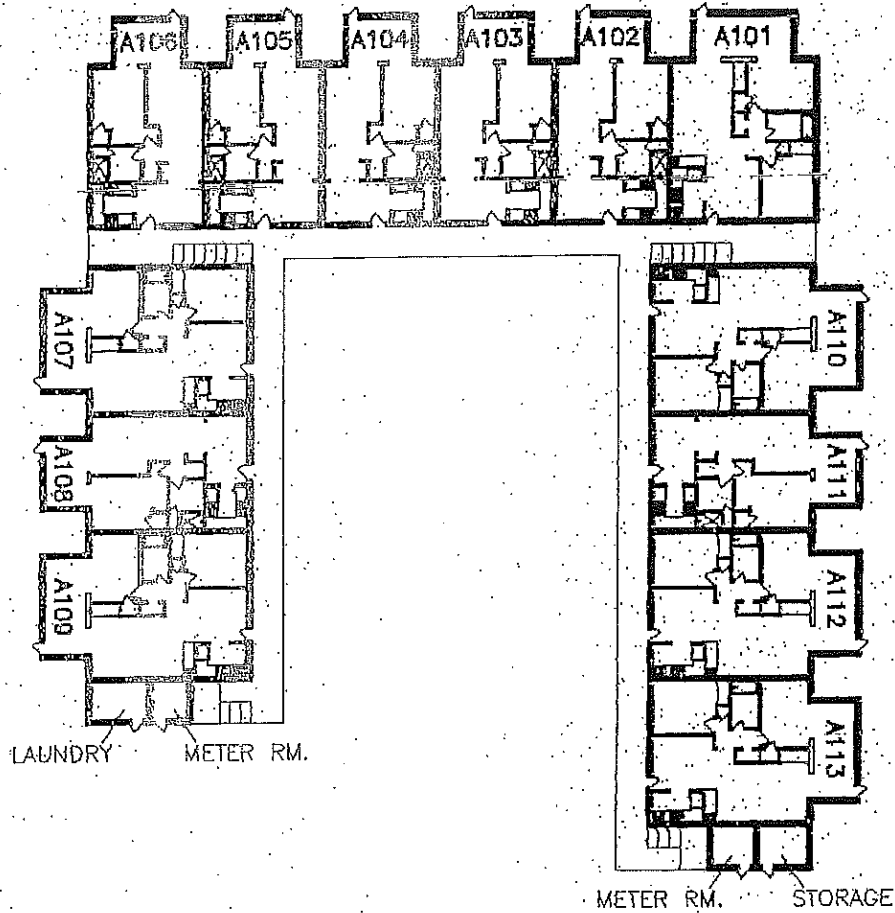 A106 A105 A104 A103 A102 A101
A107
A110
A108
A111
A109
A112
A113
LAUNDRY METER RM.
METER RM. STORAGE